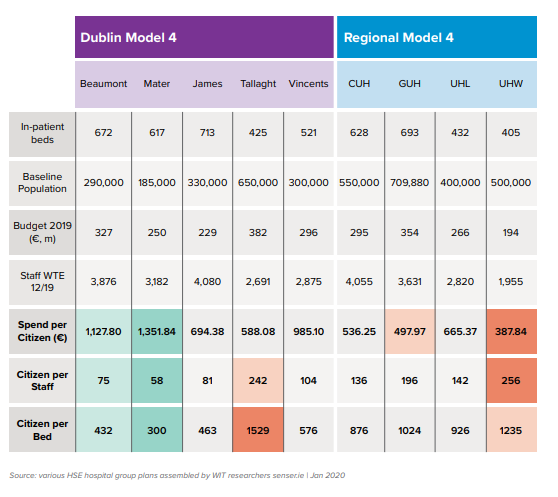 Dublin Model 4 Regional Model 4
Beaumont Mater James Tallaght Vincents CUH GUH UHL UHW
In-patient
beds 672 617 713 425 521 628 693 432 405
Baseline
Population 290,000 185,000 330,000 650,000 300,000 550,000 709,880 400,000 500,000
Budget 2019
(€, m) 327 250 229 382 296 295 354 266 194
Staff WTE
12/19 3,876 3,182 4,080 2,691 2,875 4,055 3,631 2,820 1,955
Spend per
Citizen (€) 1,127.80 1,351.84 694.38 588.08 985.10 536.25 497.97 665.37 387.84
Citizen per
Staff 75 58 81 242 104 136 196 142 256
Citizen per
Bed 432 300 463 1529 576 876 1024 926 1235
Source: various HSE hospital group plans assembled by WIT researchers senser.ie | Jan 2020